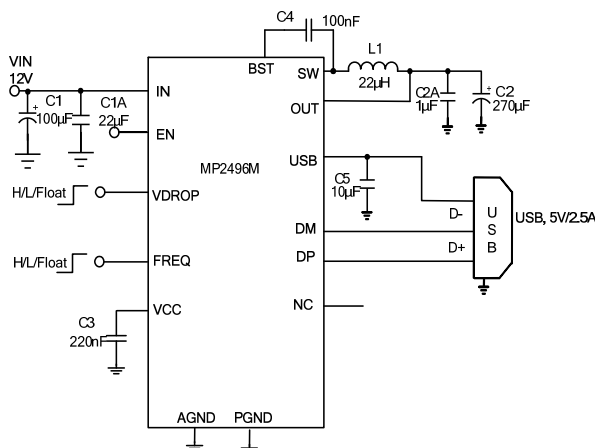 C4
100nF
L1
22µH
VIN
12V
C1
100µF
C1A
22µF
IN
BST
SW
OUT
C2A
1µF
C2
270µF
EN
MP2496M
USB
C5
10µF
H/L/Float
VDROP
D-
USB, 5V/2.5A
U
S
B
DM
D+
DP
H/L/Float
FREQ
NC
VCC
C3
220nF
AGND
PGND